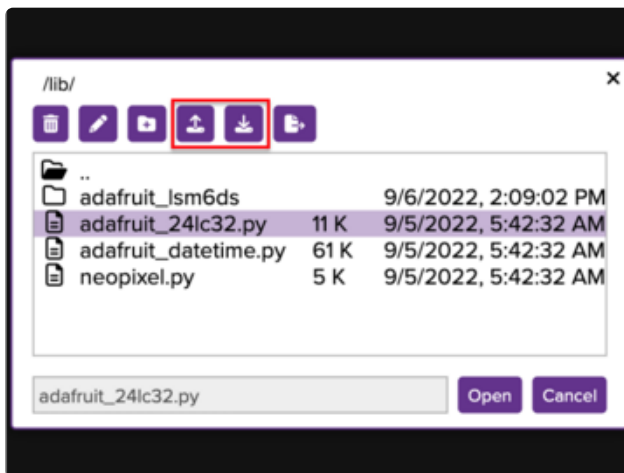 /lib/
..
adafruit_lsm6ds 9/6/2022, 2:09:02 PM
adafruit_24lc32.py 11 K 9/5/2022, 5:42:32 AM
adafruit_datetime.py 61 K 9/5/2022, 5:42:32 AM
neopixel.py 5 K 9/5/2022, 5:42:32 AM
adafruit_24lc32.py Open Cancel